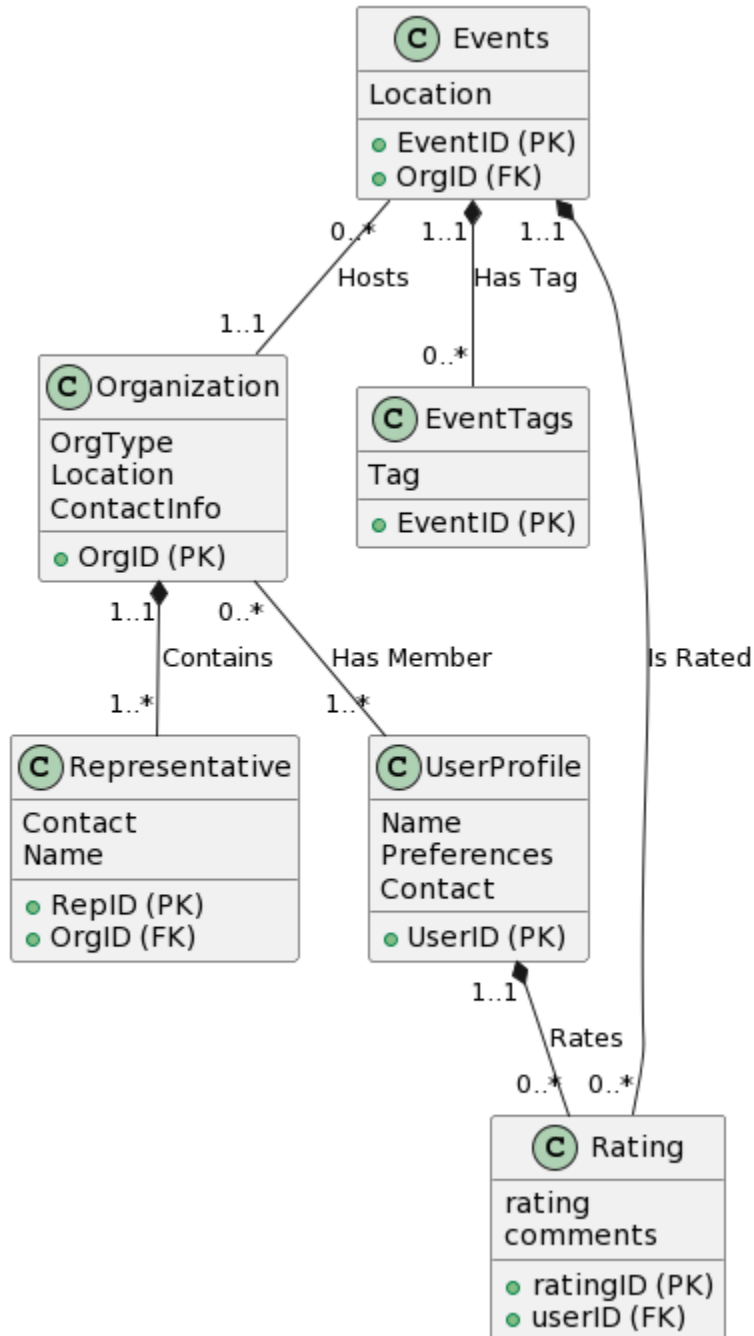 C Events
Location
EventID (PK)
OrgID (FK)
0..*
1..1
1..1
Hosts
Has Tag
1..1
0..*
C Organization
OrgType
Location
ContactInfo
OrgID (PK)
C EventTags
Tag
EventID (PK)
1..1
0..*
Contains
Has Member
Is Rated
1..*
1..*
C Representative
Contact
Name
RepID (PK)
OrgID (FK)
C UserProfile
Name
Preferences
Contact
UserID (PK)
1..1
Rates
0..*
0..*
C Rating
rating
comments
ratingID (PK)
userID (FK)